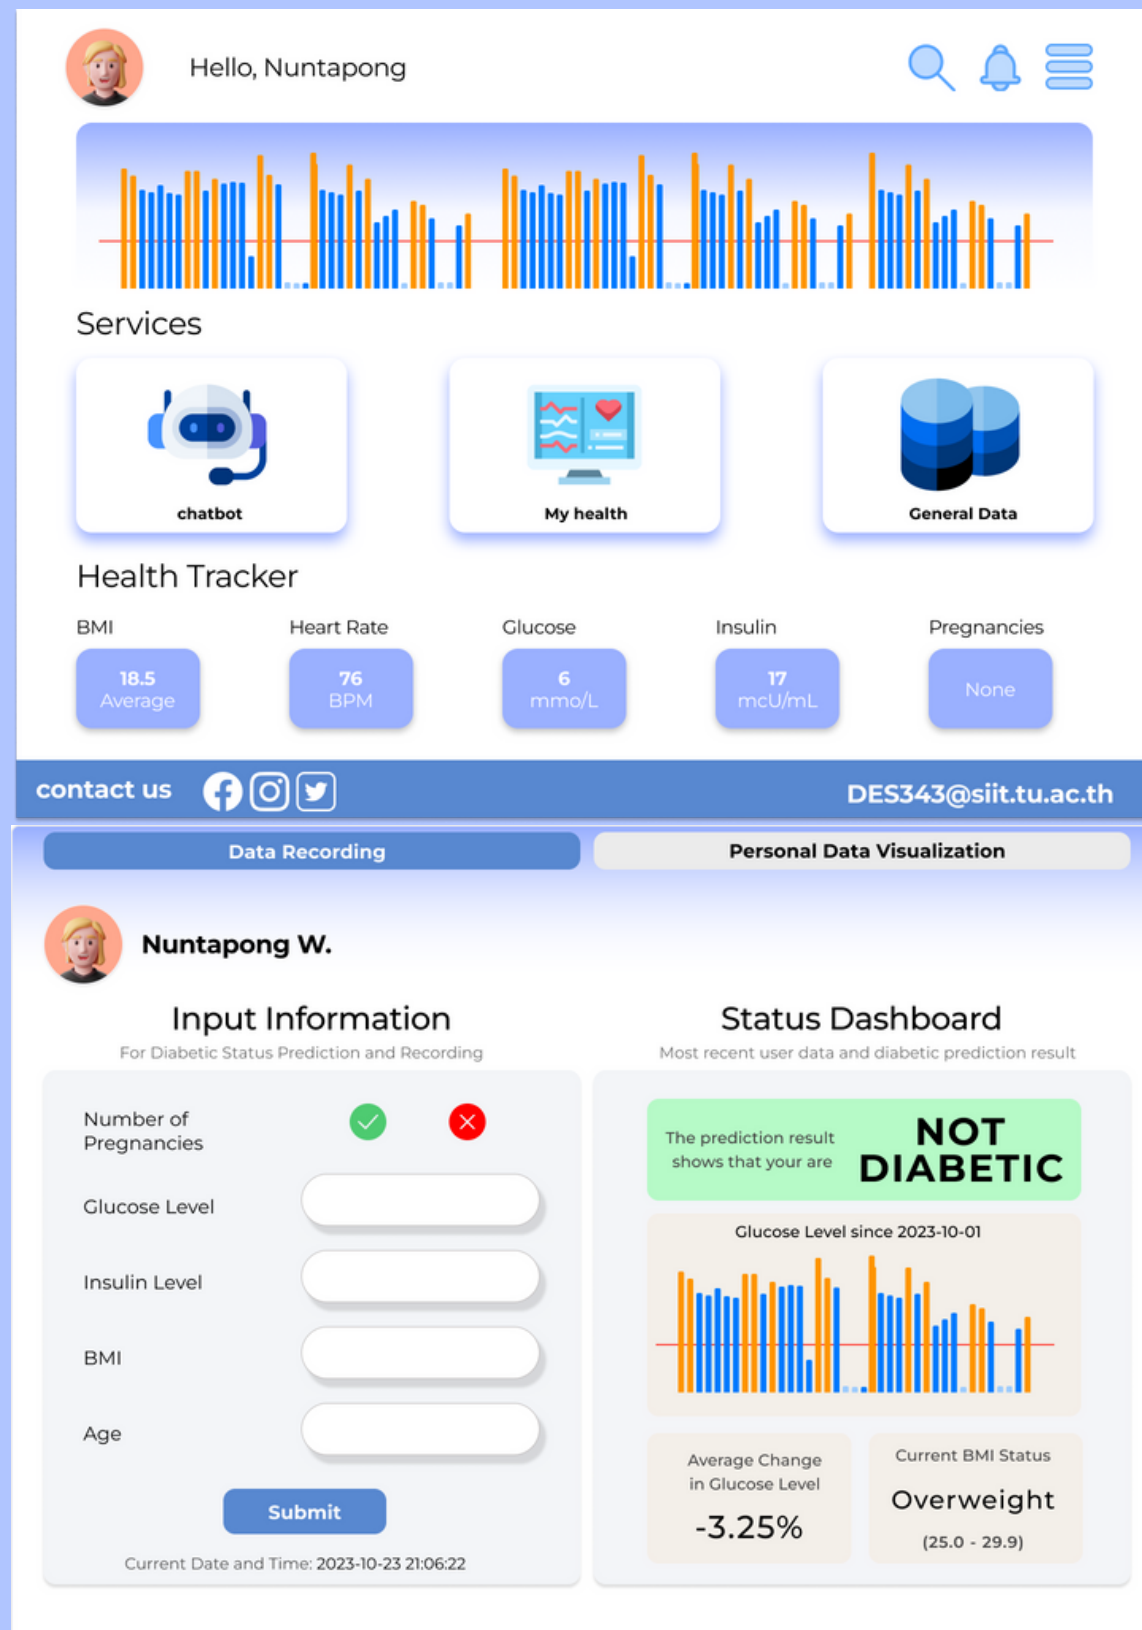 Hello, Nuntapong
Services
chatbot
My health
General Data
Health Tracker
BMI
Heart Rate
Glucose
Insulin
Pregnancies
18.5
Average
76
BPM
6
mmo/L
17
mcU/mL
None
contact us
DES343@siit.tu.ac.th
Data Recording
Personal Data Visualization
Nuntapong W.
Input Information
For Diabetic Status Prediction and Recording
Number of
Pregnancies
Glucose Level
Insulin Level
BMI
Age
Submit
Current Date and Time: 2023-10-23 21:06:22
Status Dashboard
Most recent user data and diabetic prediction result
The prediction result
shows that your are
NOT
DIABETIC
Glucose Level since 2023-10-01
Average Change
in Glucose Level
-3.25%
Current BMI Status
Overweight
(25.0 - 29.9)